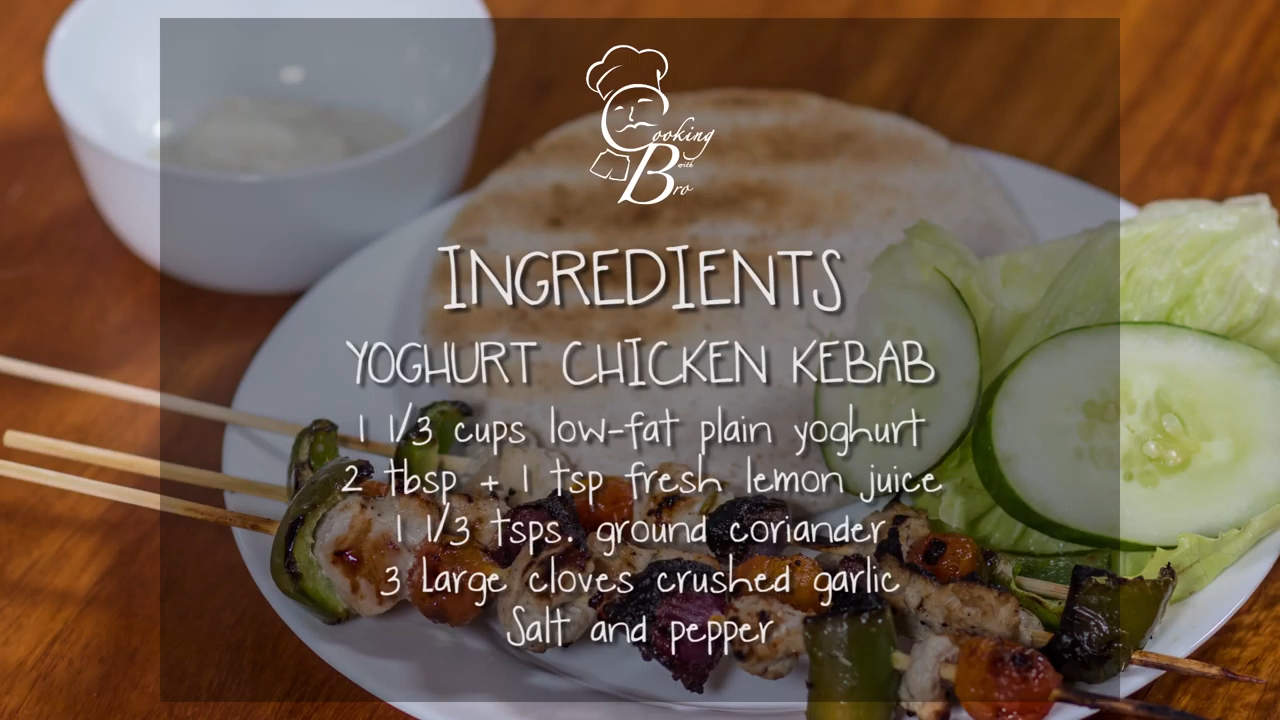 Cooking
with
Bro
INGREDIENTS
YOGHURT CHICKEN KEBAB
1 1/3 cups low-fat plain yoghurt
2 tbsp + 1 tsp fresh lemon juice
1 1/3 tsps. ground coriander
3 Large cloves crushed garlic
Salt and pepper